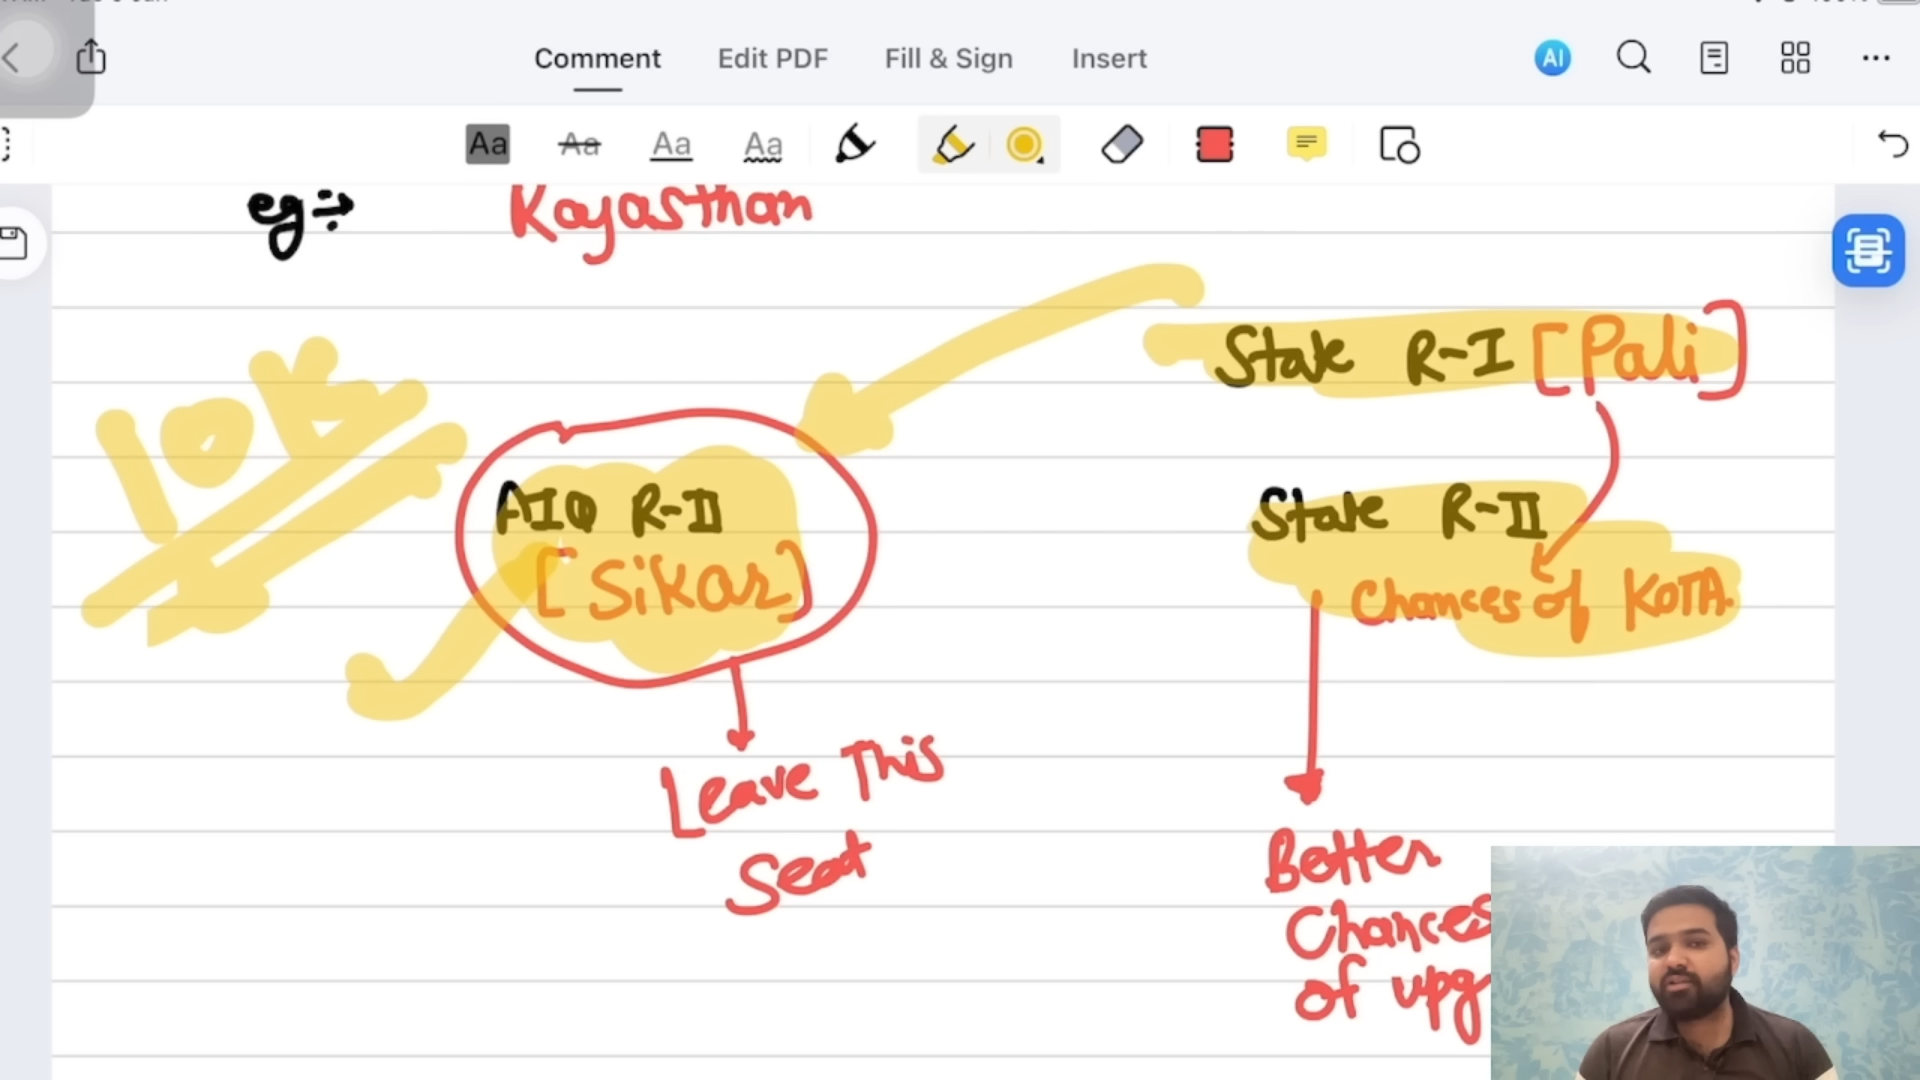 Comment Edit PDF Fill & Sign Insert AI
Aa Aa Aa Aa
eg:→ Rajasthan
10K
State R-I [Pali]
AIQ R-II
[Sikar]
State R-II
Chances of KOTA.
Leave This
Seat
Better
Chances
of upg